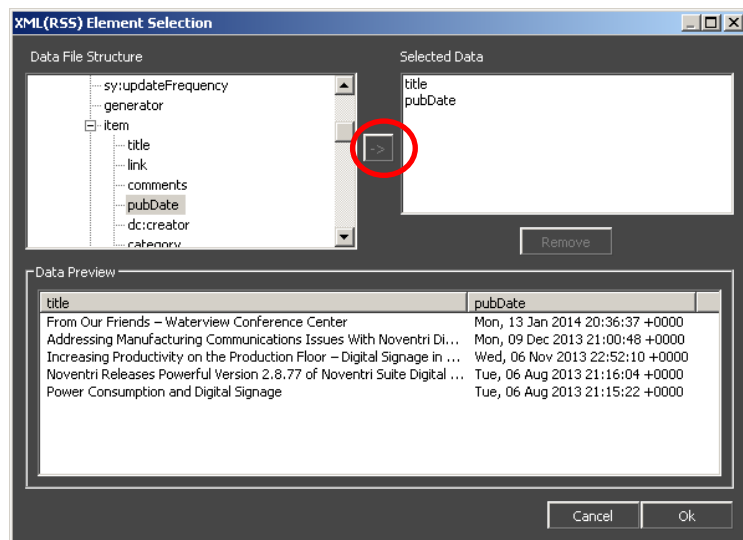 XML(RSS) Element Selection
Data File Structure
Selected Data
sy:updateFrequency
generator
item
title
link
comments
pubDate
dc:creator
category
->
title
pubDate
Remove
Data Preview
title pubDate
From Our Friends – Waterview Conference Center Mon, 13 Jan 2014 20:36:37 +0000
Addressing Manufacturing Communications Issues With Noventri Di... Mon, 09 Dec 2013 21:00:48 +0000
Increasing Productivity on the Production Floor – Digital Signage in ... Wed, 06 Nov 2013 22:52:10 +0000
Noventri Releases Powerful Version 2.8.77 of Noventri Suite Digital ... Tue, 06 Aug 2013 21:16:04 +0000
Power Consumption and Digital Signage Tue, 06 Aug 2013 21:15:22 +0000
Cancel
Ok